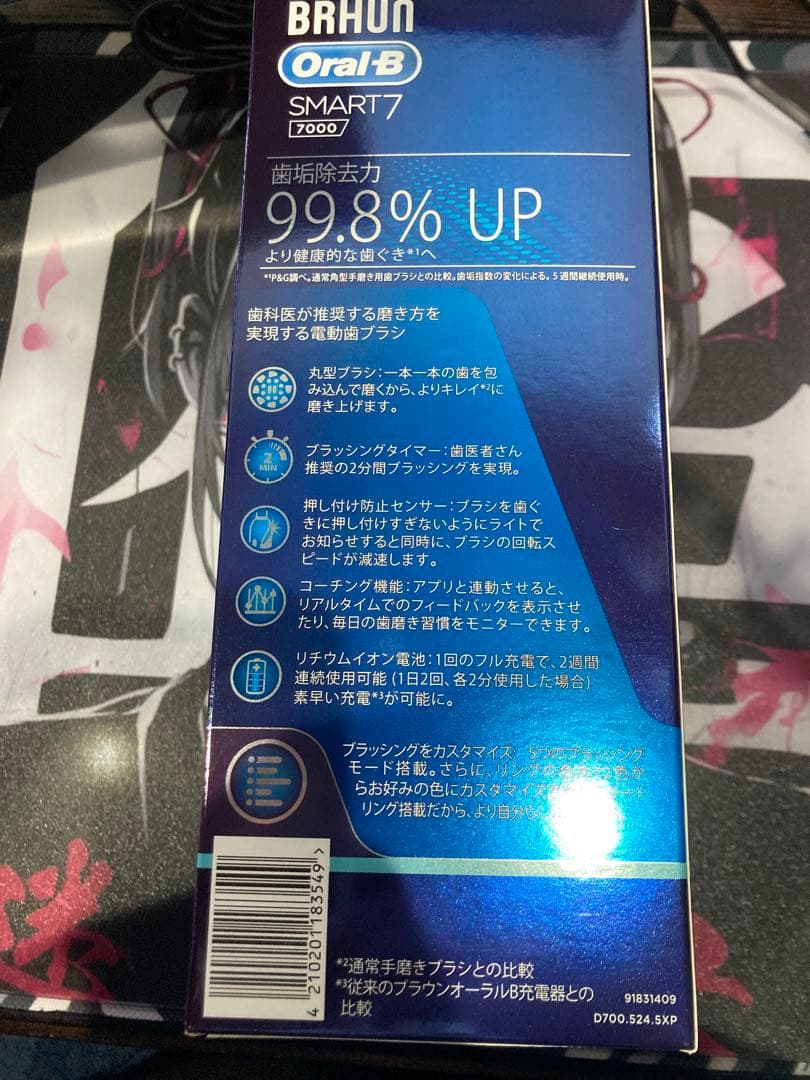 BRAUN
Oral-B
SMART7
7000
歯垢除去力
99.8% UP
より健康的な歯ぐき*1へ
*1P&G調べ。通常角型手磨き用歯ブラシとの比較。歯垢指数の変化による。5週間継続使用時。
歯科医が推奨する磨き方を
実現する電動歯ブラシ
丸型ブラシ:一本一本の歯を包
み込んで磨くから、よりキレイ*2に
磨き上げます。
2
MIN
ブラッシングタイマー:歯医者さん
推奨の2分間ブラッシングを実現。
押し付け防止センサー:ブラシを歯ぐ
きに押し付けすぎないようにライトで
お知らせすると同時に、ブラシの回転ス
ピードが減速します。
コーチング機能:アプリと連動させると、
リアルタイムでのフィードバックを表示させ
たり、毎日の歯磨き習慣をモニターできます。
リチウムイオン電池:1回のフル充電で、2週間
連続使用可能(1日2回、各2分使用した場合)
素早い充電*3が可能に。
ブラッシングをカスタマイズ 5つのブラッシング
モード搭載。さらに、リングの
らお好みの色にカスタマイズ
リング搭載だから、より自分
4 210201 183549 >
*2通常手磨きブラシとの比較
*3従来のブラウンオーラルB充電器との
比較
91831409
D700.524.5XP